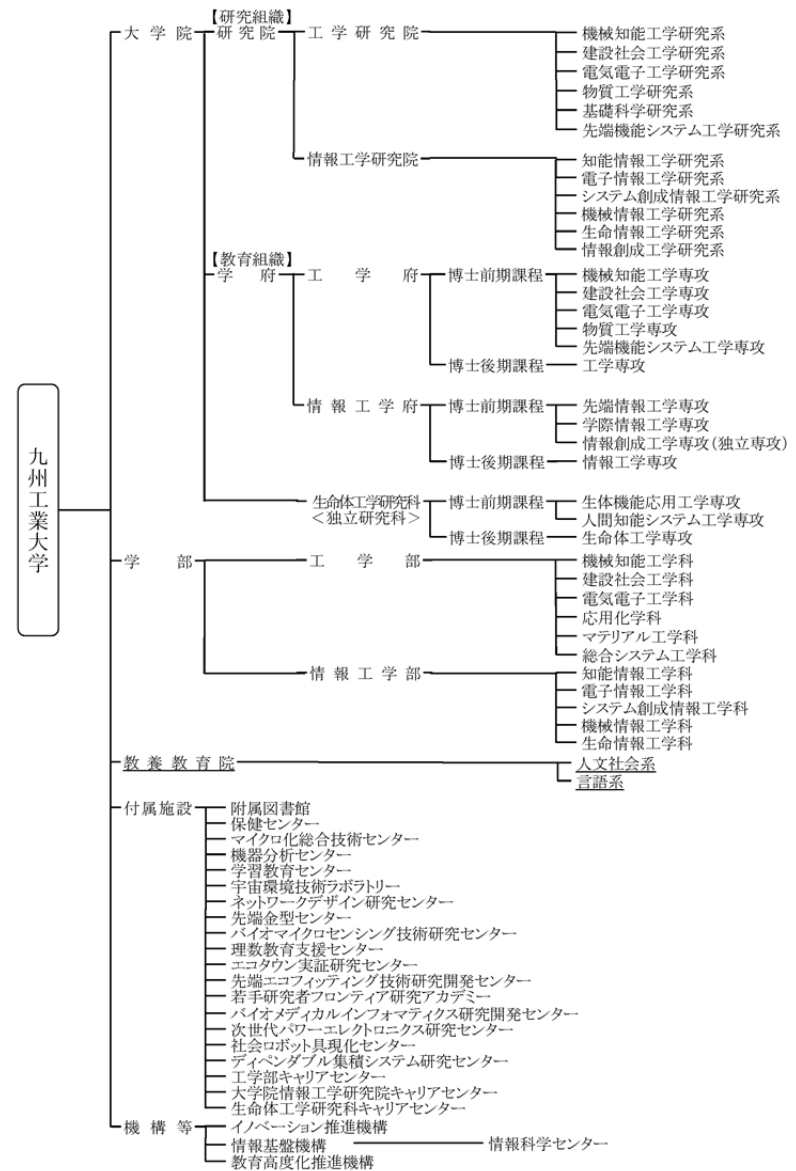 【研究組織】
大学院 研究院 工学研究院 機械知能工学研究系
建設社会工学研究系
電気電子工学研究系
物質工学研究系
基礎科学研究系
先端機能システム工学研究系
情報工学研究院 知能情報工学研究系
電子情報工学研究系
システム創成情報工学研究系
機械情報工学研究系
生命情報工学研究系
情報創成工学研究系
【教育組織】
学府 工学府 博士前期課程 機械知能工学専攻
建設社会工学専攻
電気電子工学専攻
物質工学専攻
先端機能システム工学専攻
博士後期課程 工学専攻
情報工学府 博士前期課程 先端情報工学専攻
学際情報工学専攻
情報創成工学専攻(独立専攻)
博士後期課程 情報工学専攻
生命体工学研究科 博士前期課程 生体機能応用工学専攻
<独立研究科> 人間知能システム工学専攻
博士後期課程 生命体工学専攻
九州工業大学
学部 工学部 機械知能工学科
建設社会工学科
電気電子工学科
応用化学科
マテリアル工学科
総合システム工学科
情報工学部 知能情報工学科
電子情報工学科
システム創成情報工学科
機械情報工学科
生命情報工学科
教養教育院 人文社会系
言語系
付属施設 附属図書館
保健センター
マイクロ化総合技術センター
機器分析センター
学習教育センター
宇宙環境技術ラボラトリー
ネットワークデザイン研究センター
先端金型センター
バイオマイクロセンシング技術研究センター
理数教育支援センター
エコタウン実証研究センター
先端エコフィッティング技術研究開発センター
若手研究者フロンティア研究アカデミー
バイオメディカルインフォマティクス研究開発センター
次世代パワーエレクトロニクス研究センター
社会ロボット具現化センター
ディペンダブル集積システム研究センター
工学部キャリアセンター
大学院情報工学研究院キャリアセンター
生命体工学研究科キャリアセンター
機構等 イノベーション推進機構
情報基盤機構 情報科学センター
教育高度化推進機構